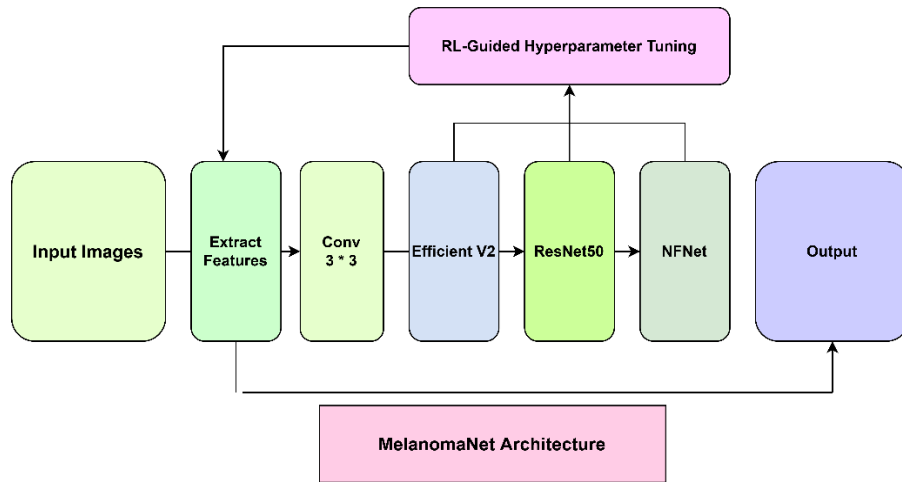 RL-Guided Hyperparameter Tuning
Input Images
Extract
Features
Conv
3 * 3
Efficient V2
ResNet50
NFNet
Output
MelanomaNet Architecture